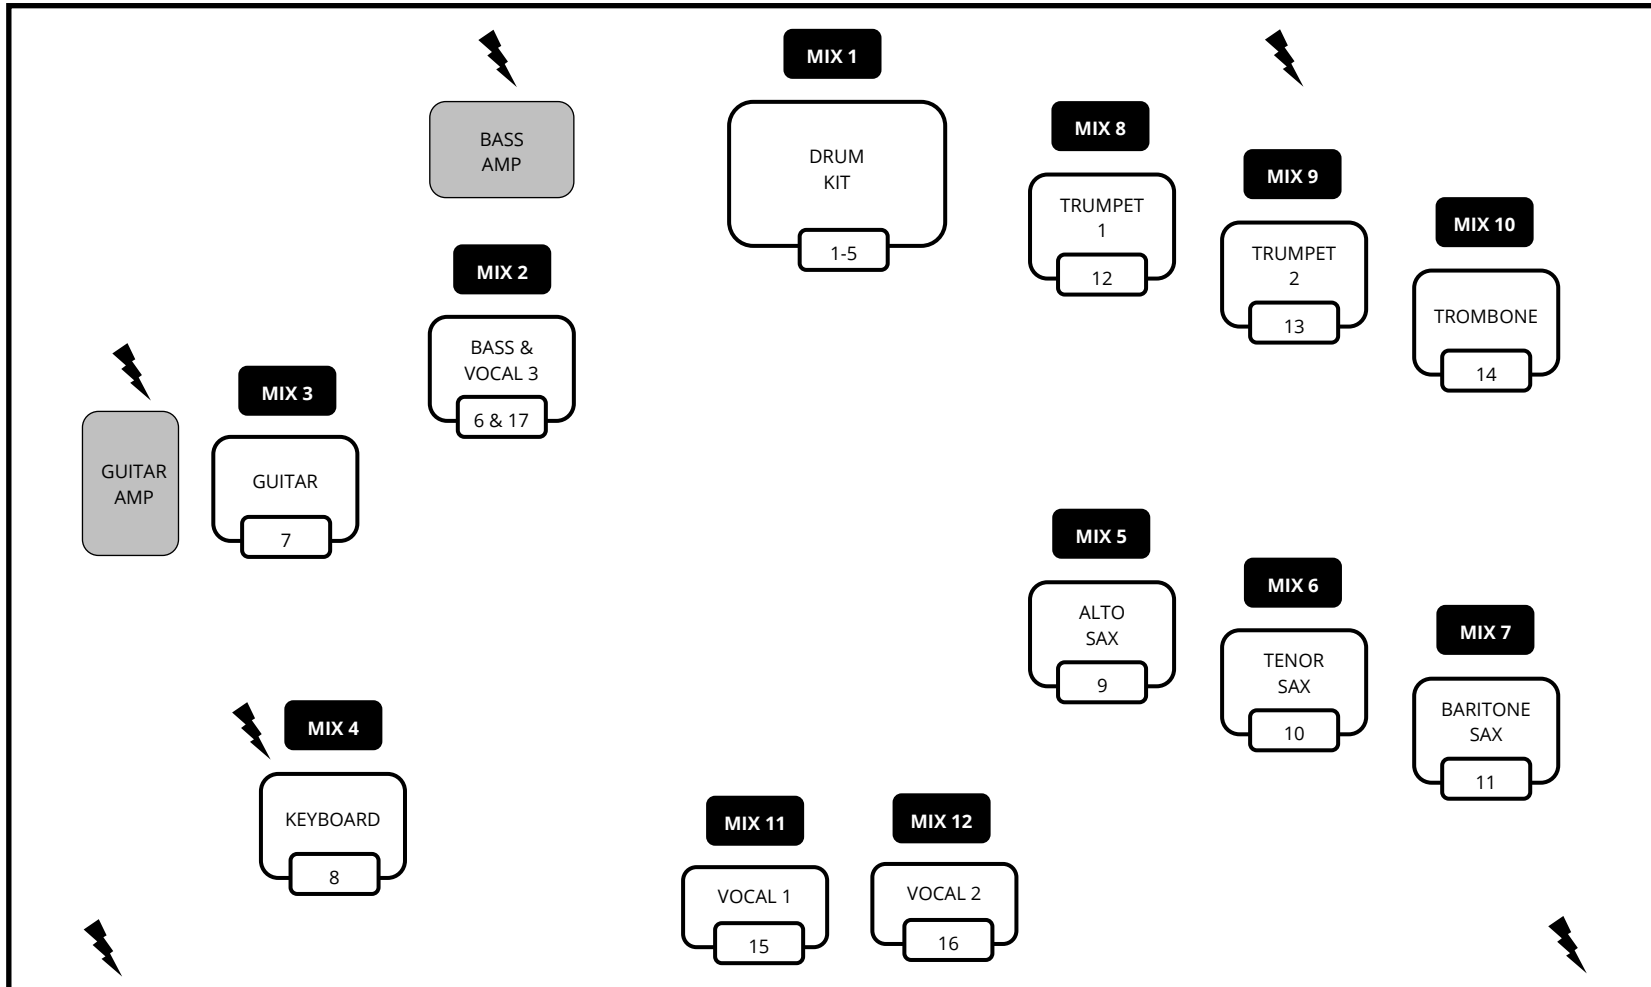 MIX 1
BASS
AMP
DRUM
KIT
1-5
MIX 8
TRUMPET
1
12
MIX 9
TRUMPET
2
13
MIX 10
TROMBONE
14
MIX 2
BASS &
VOCAL 3
6 & 17
MIX 3
GUITAR
AMP
GUITAR
7
MIX 5
ALTO
SAX
9
MIX 6
TENOR
SAX
10
MIX 7
BARITONE
SAX
11
MIX 4
KEYBOARD
8
MIX 11
VOCAL 1
15
MIX 12
VOCAL 2
16